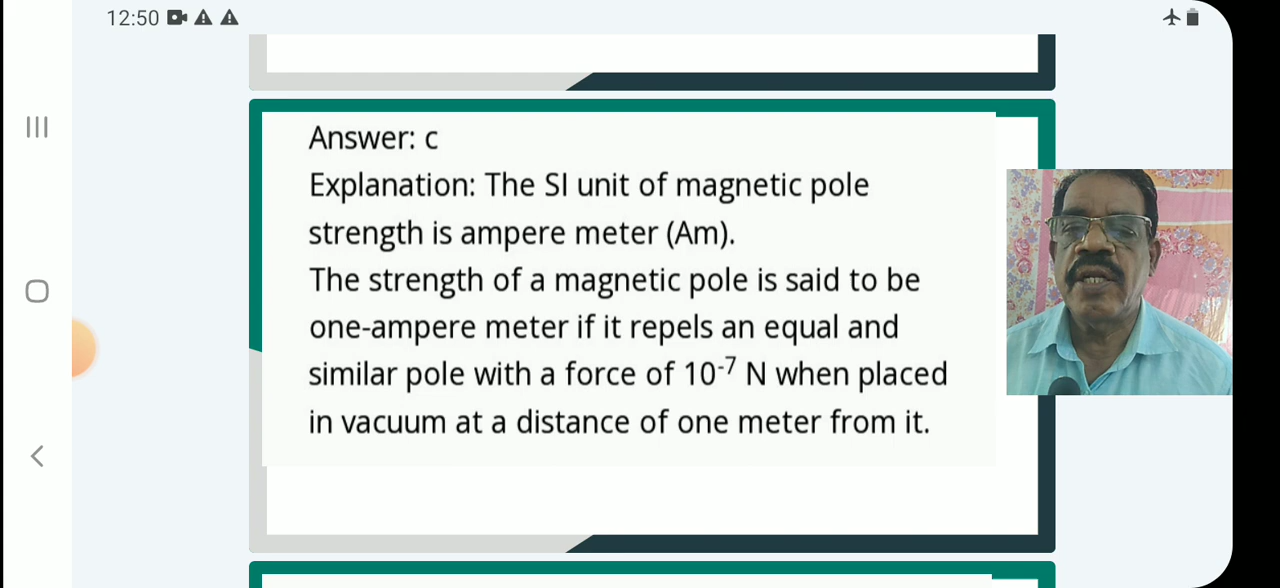 12:50
Answer: c
Explanation: The SI unit of magnetic pole
strength is ampere meter (Am).
The strength of a magnetic pole is said to be
one-ampere meter if it repels an equal and
similar pole with a force of 10⁻⁷ N when placed
in vacuum at a distance of one meter from it.